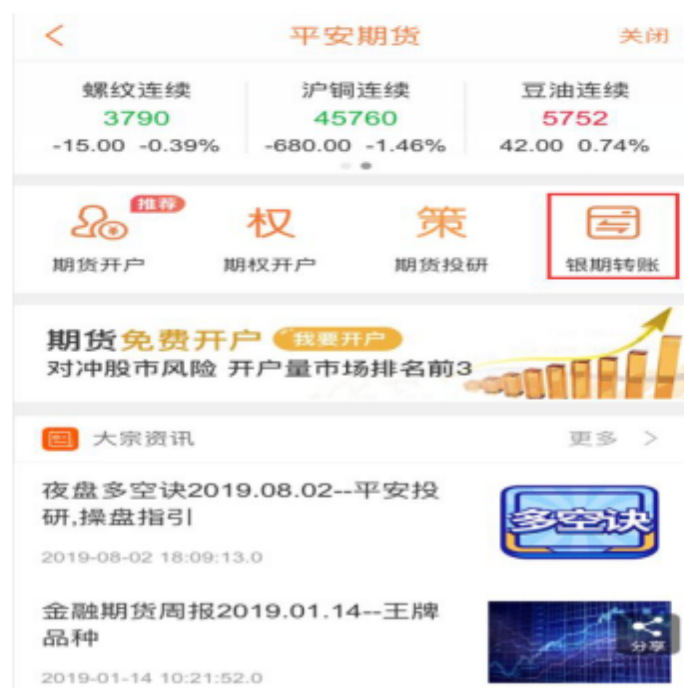 平安期货 关闭
螺纹连续 沪铜连续 豆油连续
3790 45760 5752
-15.00 -0.39% -680.00 -1.46% 42.00 0.74%
推荐
权 策
期货开户 期权开户 期货投研 银期转账
期货免费开户 我要开户
对冲股市风险 开户量市场排名前3
大宗资讯 更多 >
夜盘多空诀2019.08.02--平安投
研,操盘指引
多空诀
2019-08-02 18:09:13.0
金融期货周报2019.01.14--王牌
品种
分享
2019-01-14 10:21:52.0